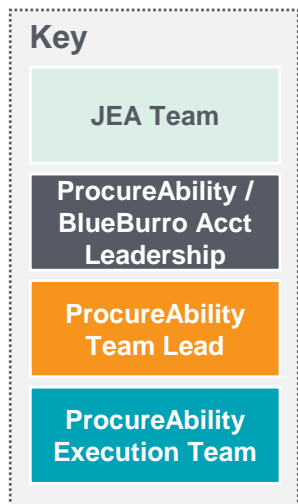 Key
JEA Team
ProcureAbility /
BlueBurro Acct
Leadership
ProcureAbility
Team Lead
ProcureAbility
Execution Team